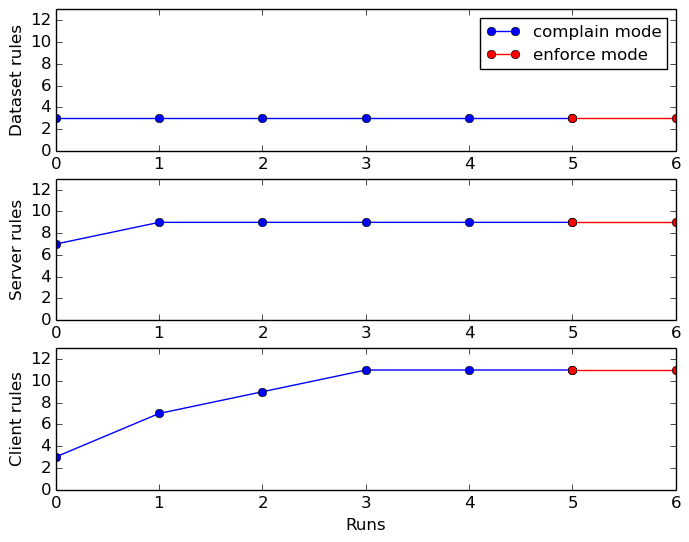 complain mode
enforce mode
Dataset rules
12
10
8
6
4
2
0
0 1 2 3 4 5 6
Server rules
12
10
8
6
4
2
0
0 1 2 3 4 5 6
Client rules
12
10
8
6
4
2
0
0 1 2 3 4 5 6
Runs